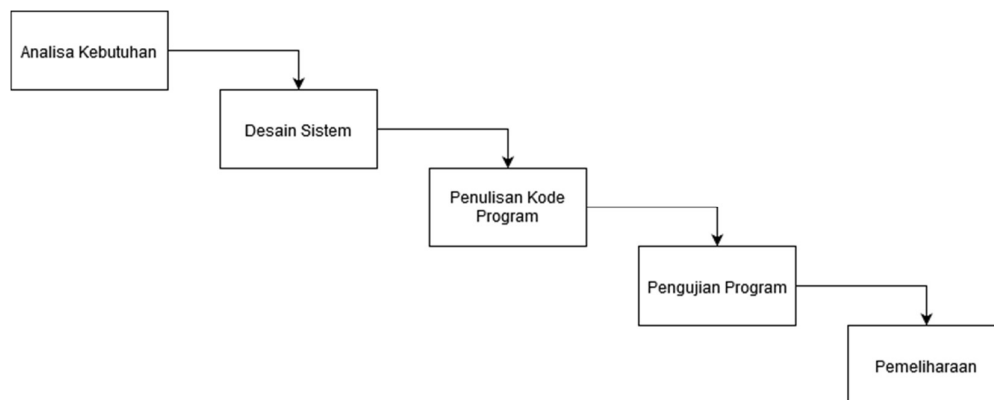 Analisa Kebutuhan
Desain Sistem
Penulisan Kode
Program
Pengujian Program
Pemeliharaan